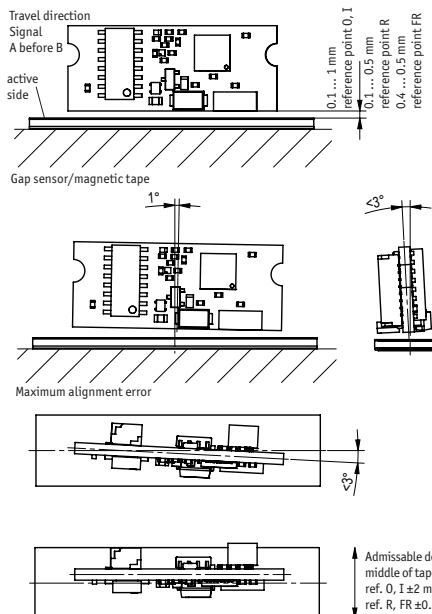 Travel direction
Signal
A before B
active
side
0.1 ... 1 mm
reference point O, I
0.1 ... 0.5 mm
reference point R
0.4 ... 0.5 mm
reference point FR
Gap sensor/magnetic tape
1°
<3°
Maximum alignment error
<3°
Admissable de
middle of tap
ref. O, I ±2 m
ref. R, FR ±0.